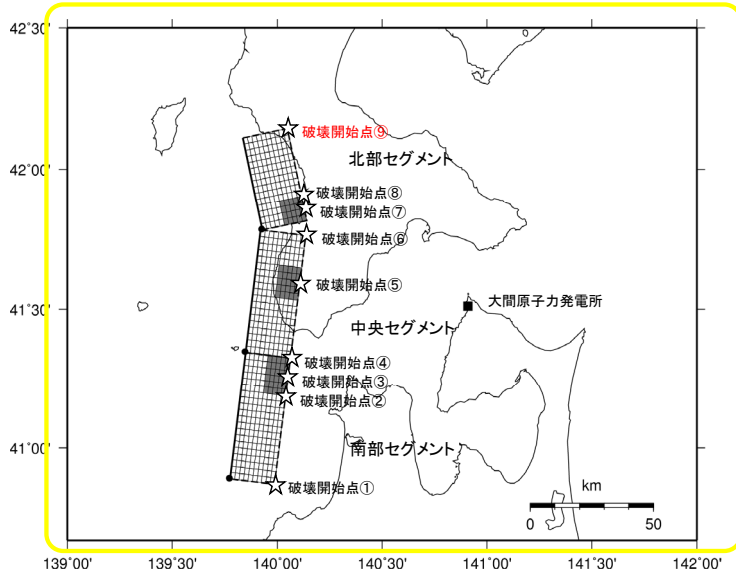 42°30'
42°00'
41°30'
41°00'
破壊開始点⑨
北部セグメント
破壊開始点⑧
破壊開始点⑦
破壊開始点⑥
破壊開始点⑤
大間原子力発電所
中央セグメント
破壊開始点④
破壊開始点③
破壊開始点②
南部セグメント
破壊開始点①
km
0 50
139°00' 139°30' 140°00' 140°30' 141°00' 141°30' 142°00'